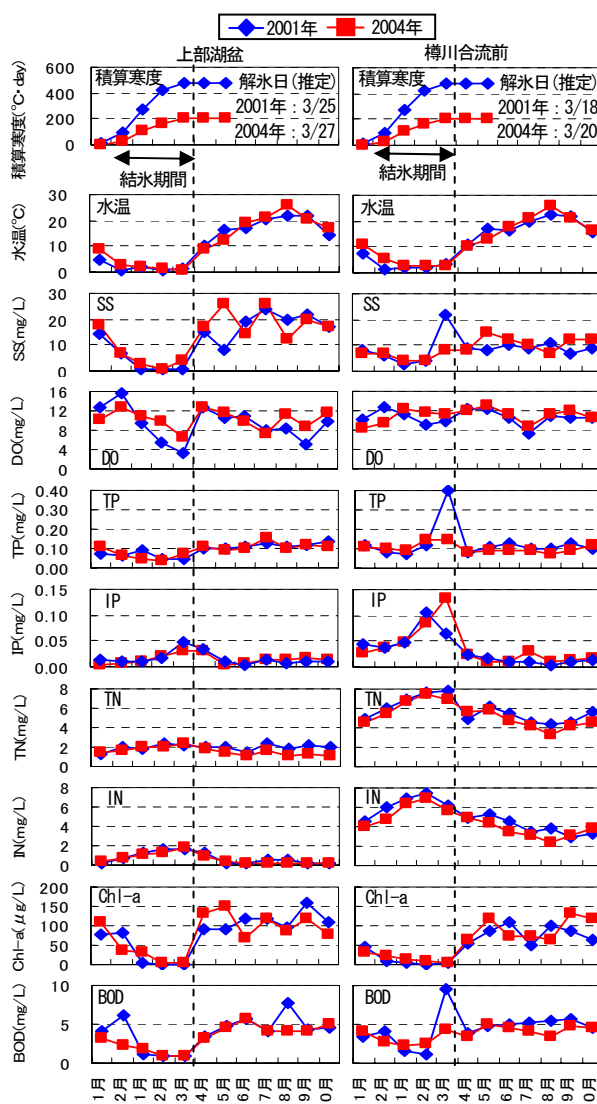 2001年 2004年
上部湖盆 樽川合流前
積算寒度(℃・day)
600
400
200
0
積算寒度 解氷日(推定)
2001年：3/25
2004年：3/27
結氷期間
積算寒度 解氷日(推定)
2001年：3/18
2004年：3/20
結氷期間
水温(℃)
30
20
10
0
水温 水温
SS(mg/L)
30
20
10
0
SS SS
DO(mg/L)
16
12
8
4
0
DO DO
TP(mg/L)
0.40
0.30
0.20
0.10
0.00
TP TP
IP(mg/L)
0.15
0.10
0.05
0.00
IP IP
TN(mg/L)
8
6
4
2
0
TN TN
IN(mg/L)
8
6
4
2
0
IN IN
Chl-a(μg/L)
200
150
100
50
0
Chl-a Chl-a
BOD(mg/L)
10
5
0
BOD BOD
1月 2月 1月 2月 3月 4月 5月 6月 7月 8月 9月 0月 1月 2月 1月 2月 3月 4月 5月 6月 7月 8月 9月 0月